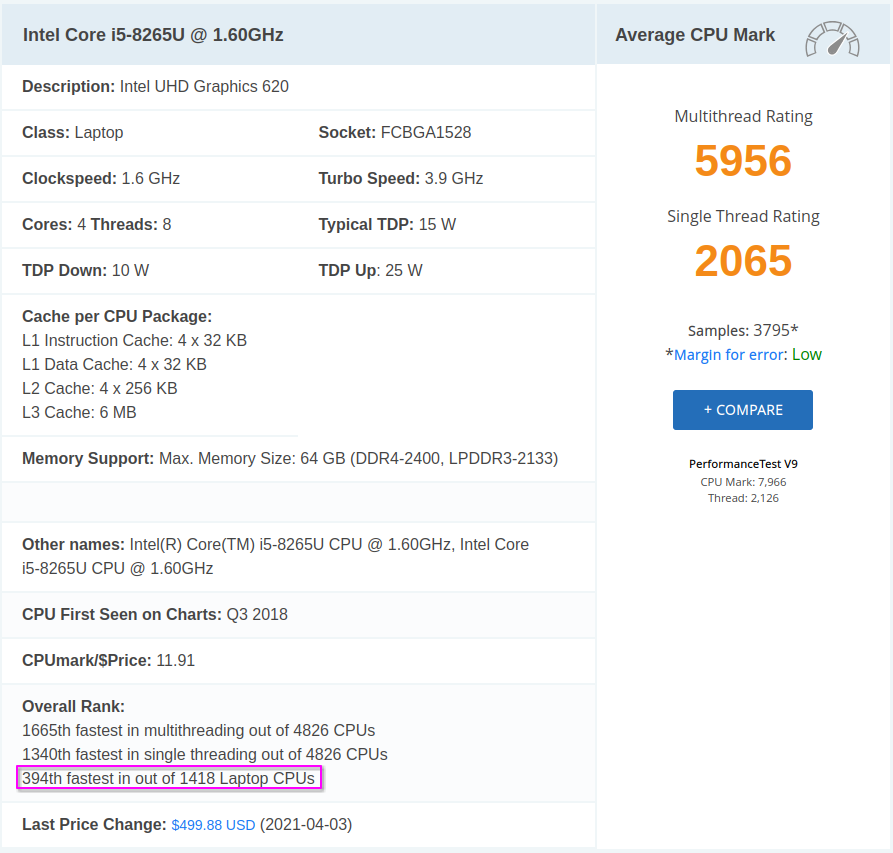 Intel Core i5-8265U @ 1.60GHz
Description: Intel UHD Graphics 620
Class: Laptop Socket: FCBGA1528
Clockspeed: 1.6 GHz Turbo Speed: 3.9 GHz
Cores: 4 Threads: 8 Typical TDP: 15 W
TDP Down: 10 W TDP Up: 25 W
Cache per CPU Package:
L1 Instruction Cache: 4 x 32 KB
L1 Data Cache: 4 x 32 KB
L2 Cache: 4 x 256 KB
L3 Cache: 6 MB
Memory Support: Max. Memory Size: 64 GB (DDR4-2400, LPDDR3-2133)
Other names: Intel(R) Core(TM) i5-8265U CPU @ 1.60GHz, Intel Core
i5-8265U CPU @ 1.60GHz
CPU First Seen on Charts: Q3 2018
CPUmark/$Price: 11.91
Overall Rank:
1665th fastest in multithreading out of 4826 CPUs
1340th fastest in single threading out of 4826 CPUs
394th fastest in out of 1418 Laptop CPUs
Last Price Change: $499.88 USD (2021-04-03)
Average CPU Mark
Multithread Rating
5956
Single Thread Rating
2065
Samples: 3795*
*Margin for error: Low
+ COMPARE
PerformanceTest V9
CPU Mark: 7,966
Thread: 2,126